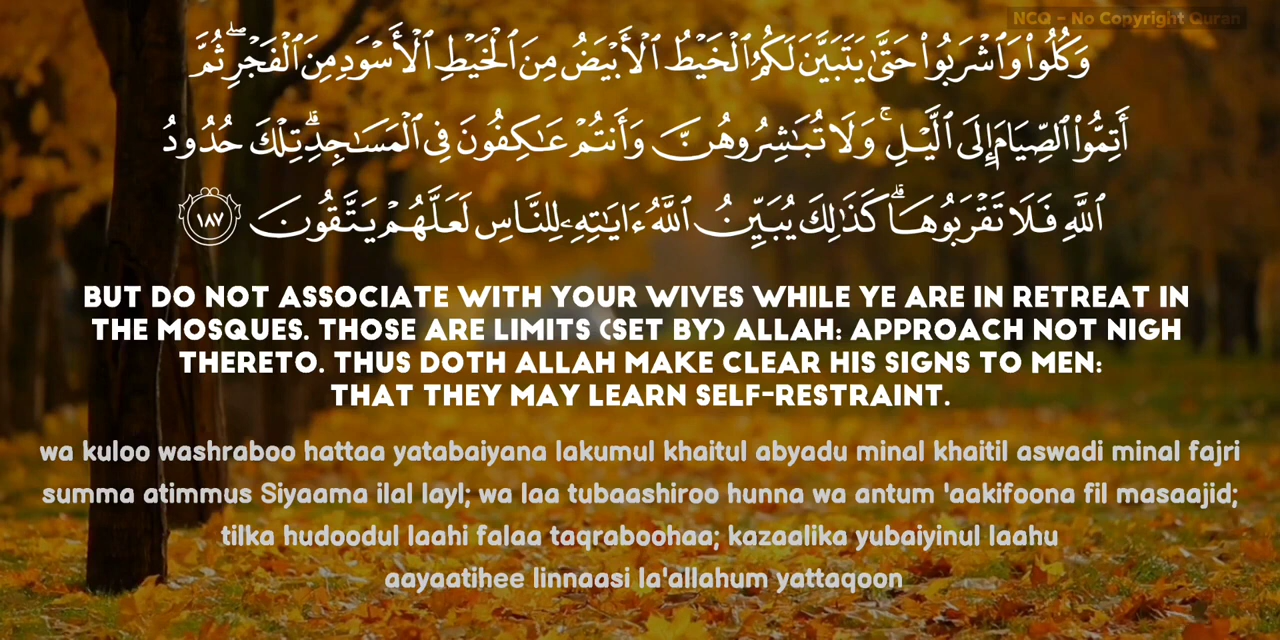 NCQ - No Copyright Quran
وَكُلُوا۟ وَٱشْرَبُوا۟ حَتَّىٰ يَتَبَيَّنَ لَكُمُ ٱلْخَيْطُ ٱلْأَبْيَضُ مِنَ ٱلْخَيْطِ ٱلْأَسْوَدِ مِنَ ٱلْفَجْرِ ۖ ثُمَّ
أَتِمُّوا۟ ٱلصِّيَامَ إِلَى ٱلَّيْلِ ۚ وَلَا تُبَـٰشِرُوهُنَّ وَأَنتُمْ عَـٰكِفُونَ فِى ٱلْمَسَـٰجِدِ ۗ تِلْكَ حُدُودُ
ٱللَّهِ فَلَا تَقْرَبُوهَا ۗ كَذَٰلِكَ يُبَيِّنُ ٱللَّهُ ءَايَـٰتِهِۦ لِلنَّاسِ لَعَلَّهُمْ يَتَّقُونَ ١٨٧
BUT DO NOT ASSOCIATE WITH YOUR WIVES WHILE YE ARE IN RETREAT IN
THE MOSQUES. THOSE ARE LIMITS (SET BY) ALLAH: APPROACH NOT NIGH
THERETO. THUS DOTH ALLAH MAKE CLEAR HIS SIGNS TO MEN:
THAT THEY MAY LEARN SELF-RESTRAINT.
wa kuloo washraboo hattaa yatabaiyana lakumul khaitul abyadu minal khaitil aswadi minal fajri
summa atimmus Siyaama ilal layl; wa laa tubaashiroo hunna wa antum 'aakifoona fil masaajid;
tilka hudoodul laahi falaa taqraboohaa; kazaalika yubaiyinul laahu
aayaatihee linnaasi la'allahum yattaqoon